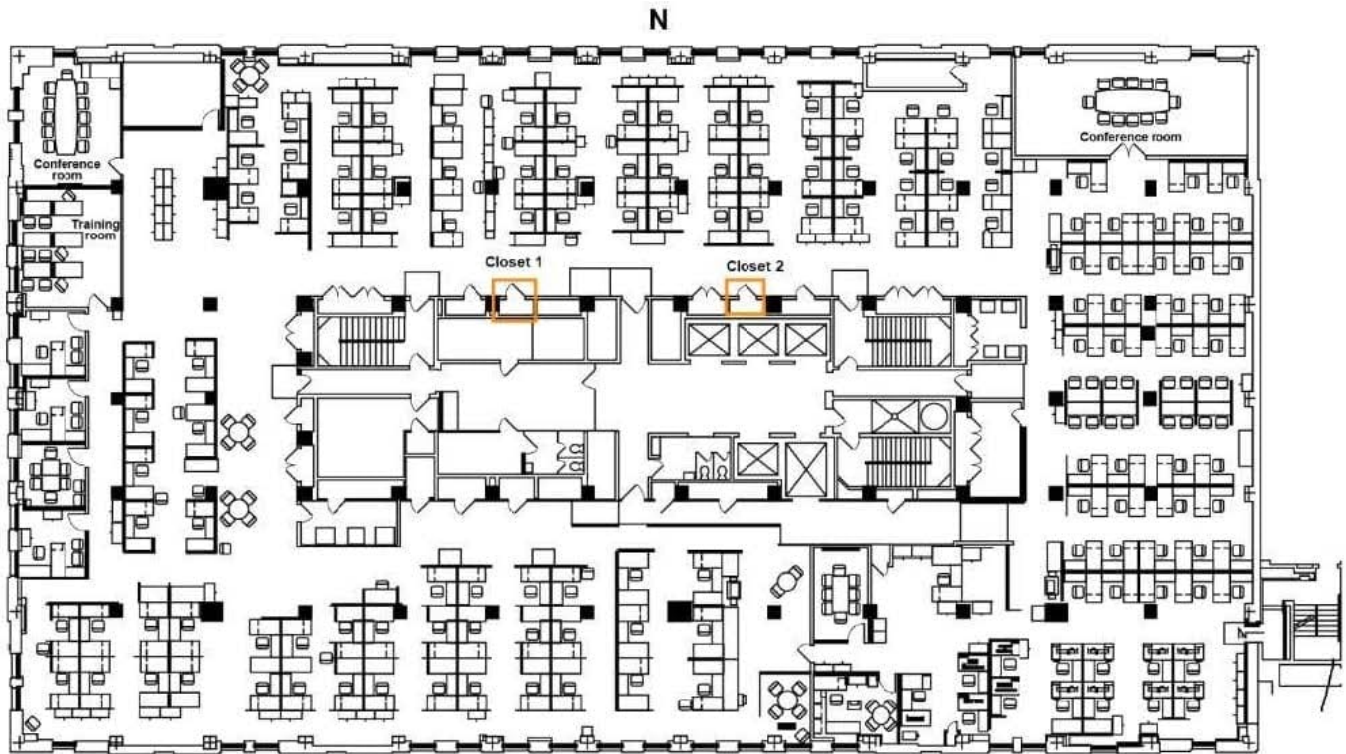 N
Conference
room
Conference room
Training
room
Closet 1
Closet 2